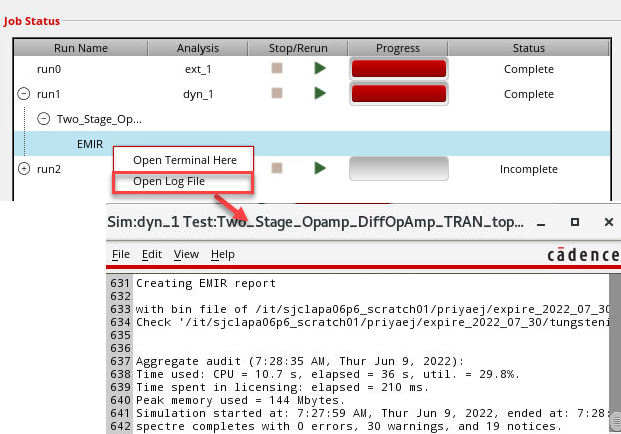 Job Status
Run Name Analysis Stop/Rerun Progress Status
run0 ext_1 Complete
run1 dyn_1 Complete
Two_Stage_Op...
EMIR
Open Terminal Here
run2 Incomplete
Open Log File
Sim:dyn_1 Test:Two_Stage_Opamp_DiffOpAmp_TRAN_top...
File Edit View Help cādence
631 Creating EMIR report
632
633 with bin file of /it/sjclapa06p6_scratch01/priyaej/expire_2022_07_30
634 Check '/it/sjclapa06p6_scratch01/priyaej/expire_2022_07_30/tungsteni
635
636
637 Aggregate audit (7:28:35 AM, Thur Jun 9, 2022):
638 Time used: CPU = 10.7 s, elapsed = 36 s, util. = 29.8%.
639 Time spent in licensing: elapsed = 210 ms.
640 Peak memory used = 144 Mbytes.
641 Simulation started at: 7:27:59 AM, Thur Jun 9, 2022, ended at: 7:28:
642 spectre completes with 0 errors, 30 warnings, and 19 notices.